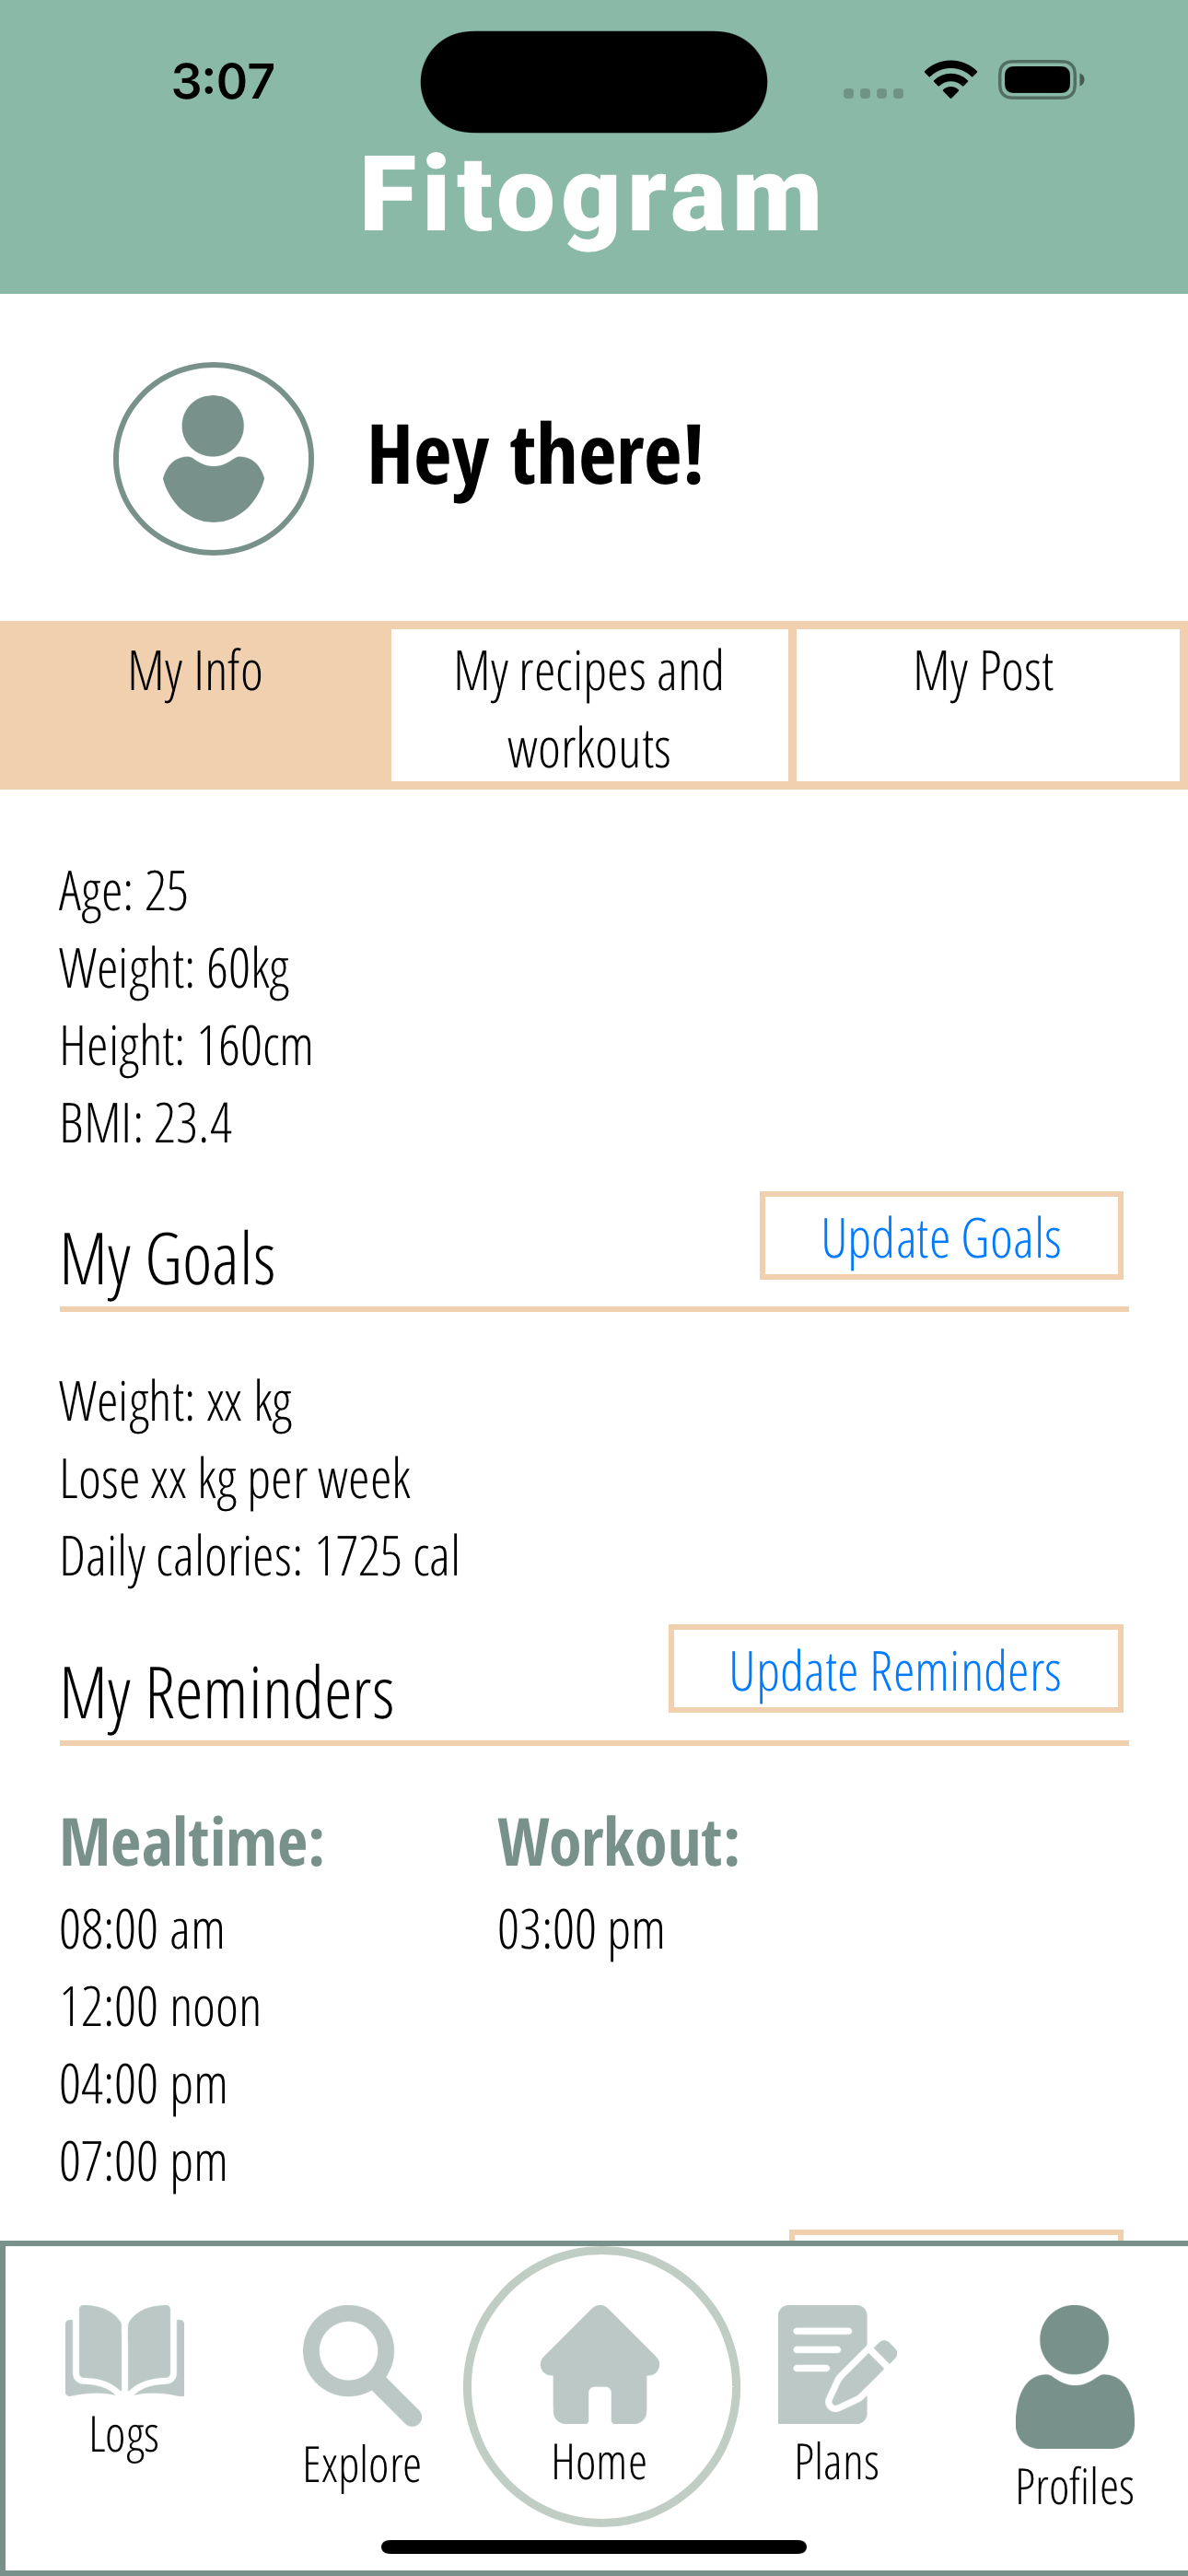 3:07
Fitogram
Hey there!
My Info
My recipes and
workouts
My Post
Age: 25
Weight: 60kg
Height: 160cm
BMI: 23.4
My Goals
Update Goals
Weight: xx kg
Lose xx kg per week
Daily calories: 1725 cal
My Reminders
Update Reminders
Mealtime:
08:00 am
12:00 noon
04:00 pm
07:00 pm
Workout:
03:00 pm
Logs
Explore
Home
Plans
Profiles